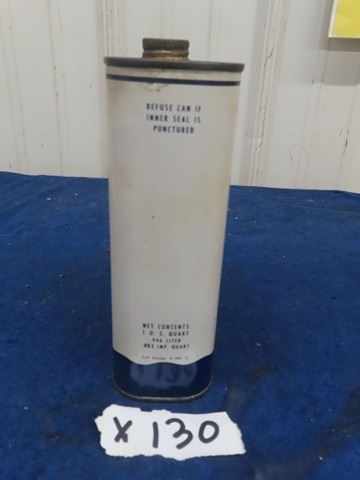 REFUSE CAN IF
INNER SEAL IS
PUNCTURED
NET CONTENTS
1 U. S. QUART
946 LITER
.833 IMP. QUART
X 130